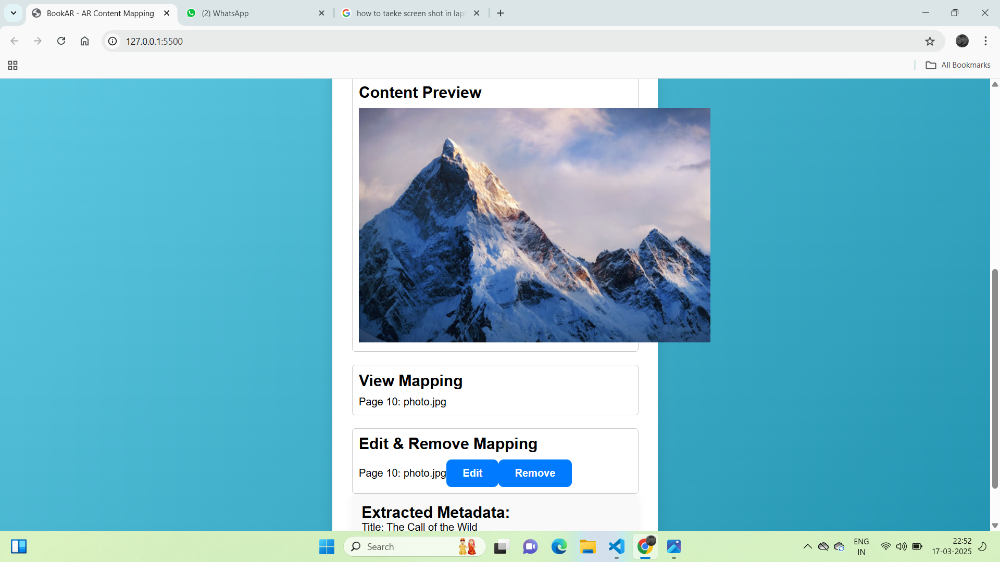 BookAR - AR Content Mapping
(2) WhatsApp
how to taeke screen shot in lap
127.0.0.1:5500
All Bookmarks
Content Preview
View Mapping
Page 10: photo.jpg
Edit & Remove Mapping
Page 10: photo.jpg Edit Remove
Extracted Metadata:
Title: The Call of the Wild
Search
ENG
IN
22:52
17-03-2025